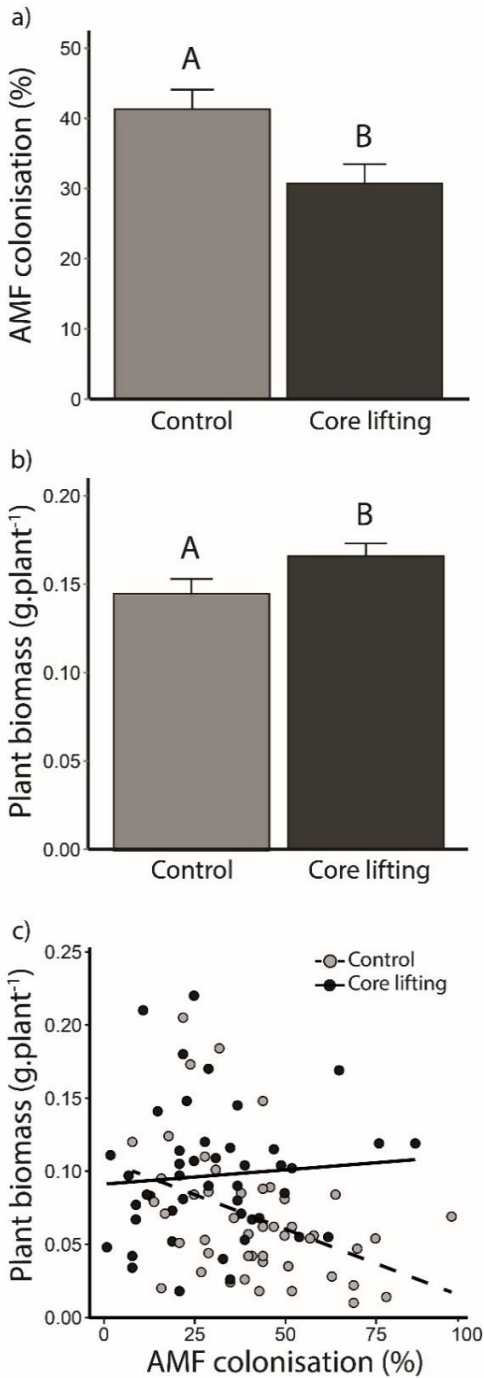 a)
AMF colonisation (%)
50
40
30
20
10
0
A
B
Control
Core lifting
b)
Plant biomass (g.plant⁻¹)
0.20
0.15
0.10
0.05
0.00
A
B
Control
Core lifting
c)
Plant biomass (g.plant⁻¹)
0.25
0.20
0.15
0.10
0.05
0.00
Control
Core lifting
0
25
50
75
100
AMF colonisation (%)